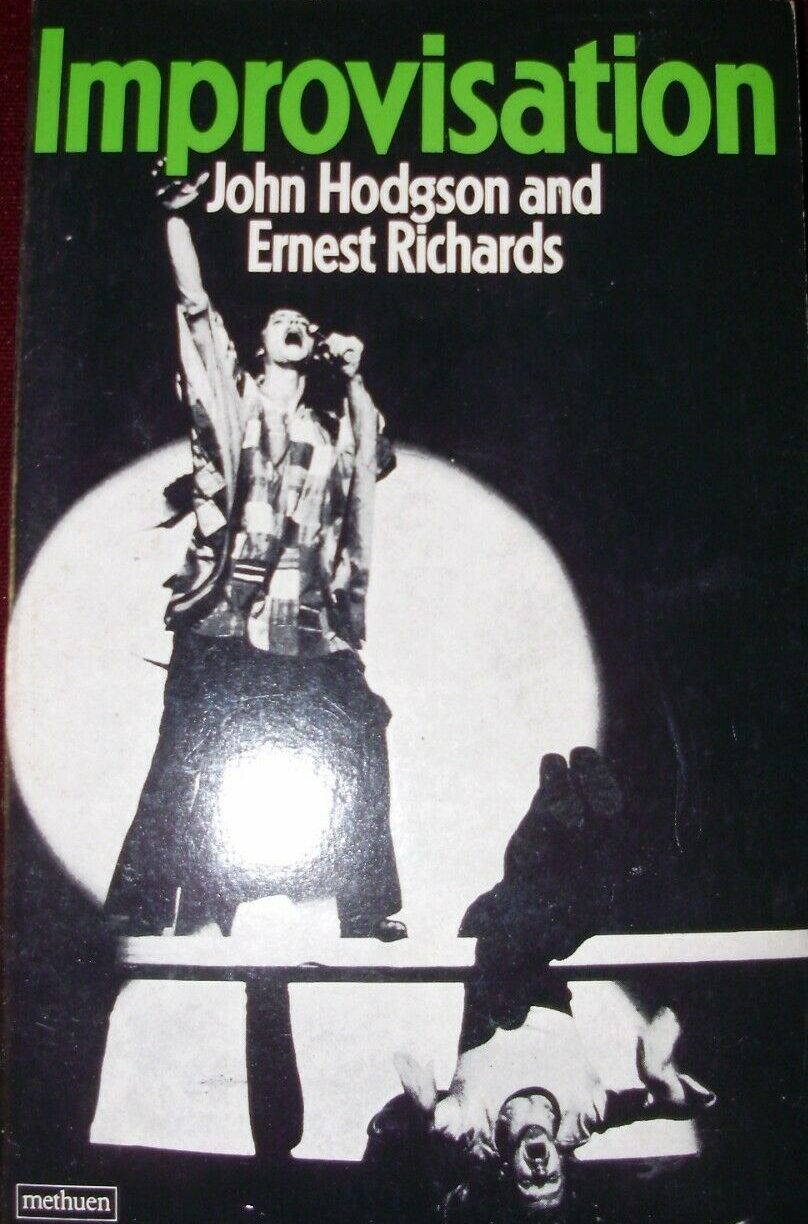 Improvisation
John Hodgson and
Ernest Richards
methuen